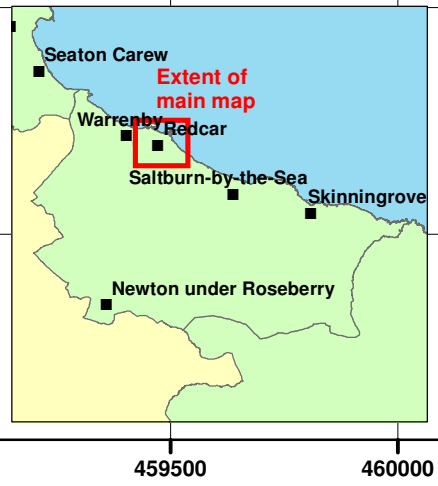 Seaton Carew
Extent of
main map
Warrenby
Redcar
Saltburn-by-the-Sea
Skinningrove
Newton under Roseberry
459500
460000